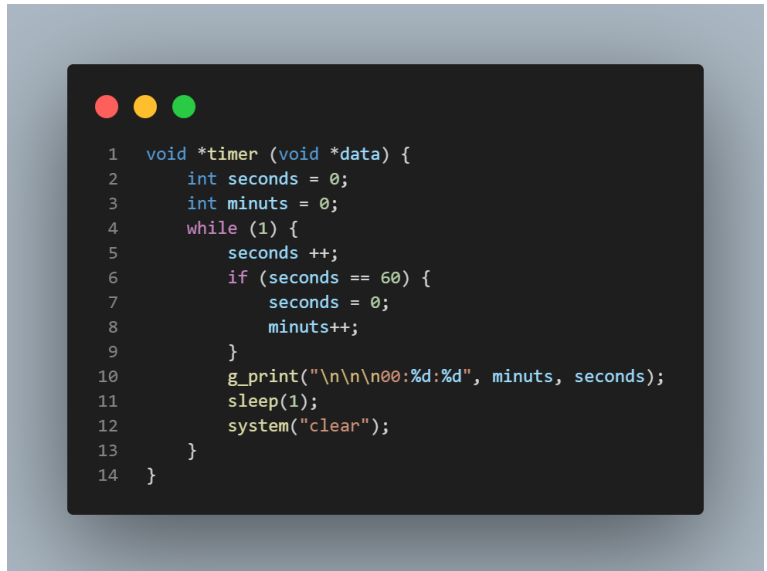 1 void *timer (void *data) {
2 int seconds = 0;
3 int minuts = 0;
4 while (1) {
5 seconds ++;
6 if (seconds == 60) {
7 seconds = 0;
8 minuts++;
9 }
10 g_print("\n\n\n00:%d:%d", minuts, seconds);
11 sleep(1);
12 system("clear");
13 }
14 }